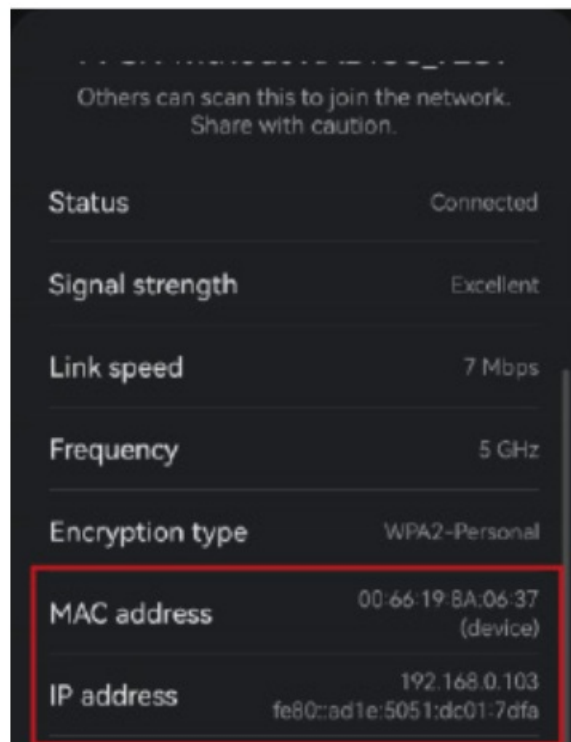 Others can scan this to join the network.
Share with caution.
Status Connected
Signal strength Excellent
Link speed 7 Mbps
Frequency 5 GHz
Encryption type WPA2-Personal
MAC address 00:66:19:8A:06:37
(device)
IP address 192.168.0.103
fe80::ad1e:5051:dc01:7dfa